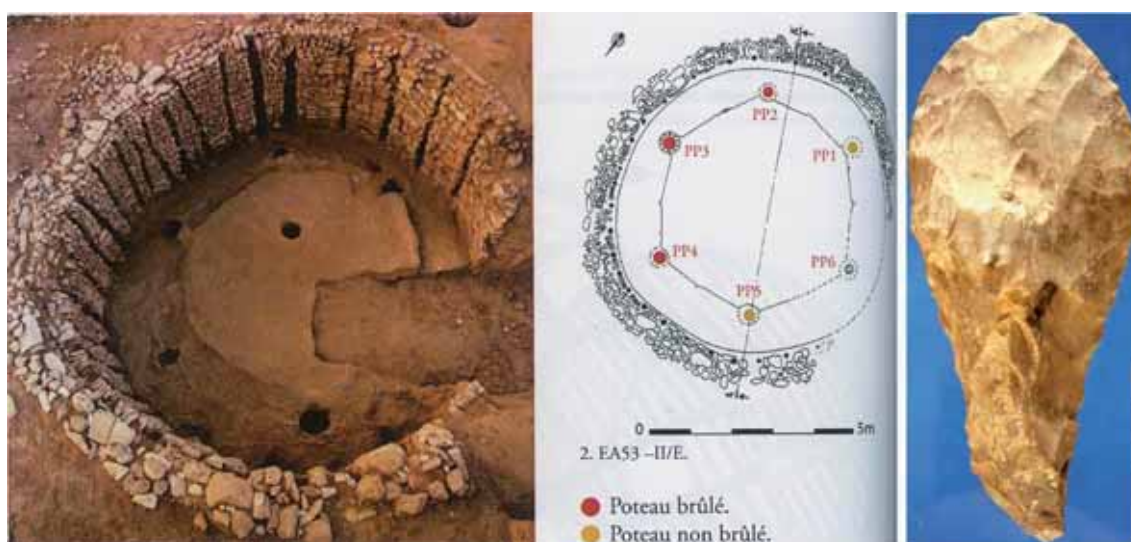 PP2
PP3
PP1
PP4
PP6
PP5
0 5m
2. EA53 –II/E.
Poteau brûlé.
Poteau non brûlé.